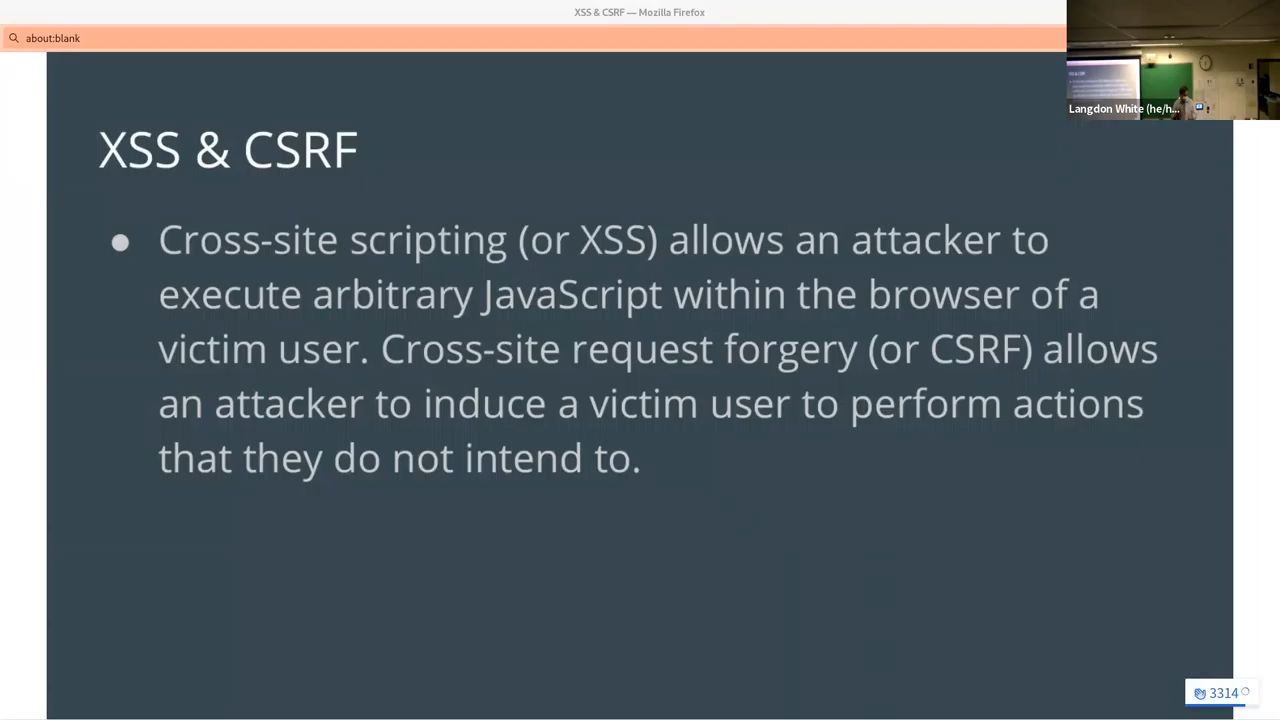 XSS & CSRF — Mozilla Firefox
about:blank
Langdon White (he/h...
XSS & CSRF
● Cross-site scripting (or XSS) allows an attacker to
execute arbitrary JavaScript within the browser of a
victim user. Cross-site request forgery (or CSRF) allows
an attacker to induce a victim user to perform actions
that they do not intend to.
3314